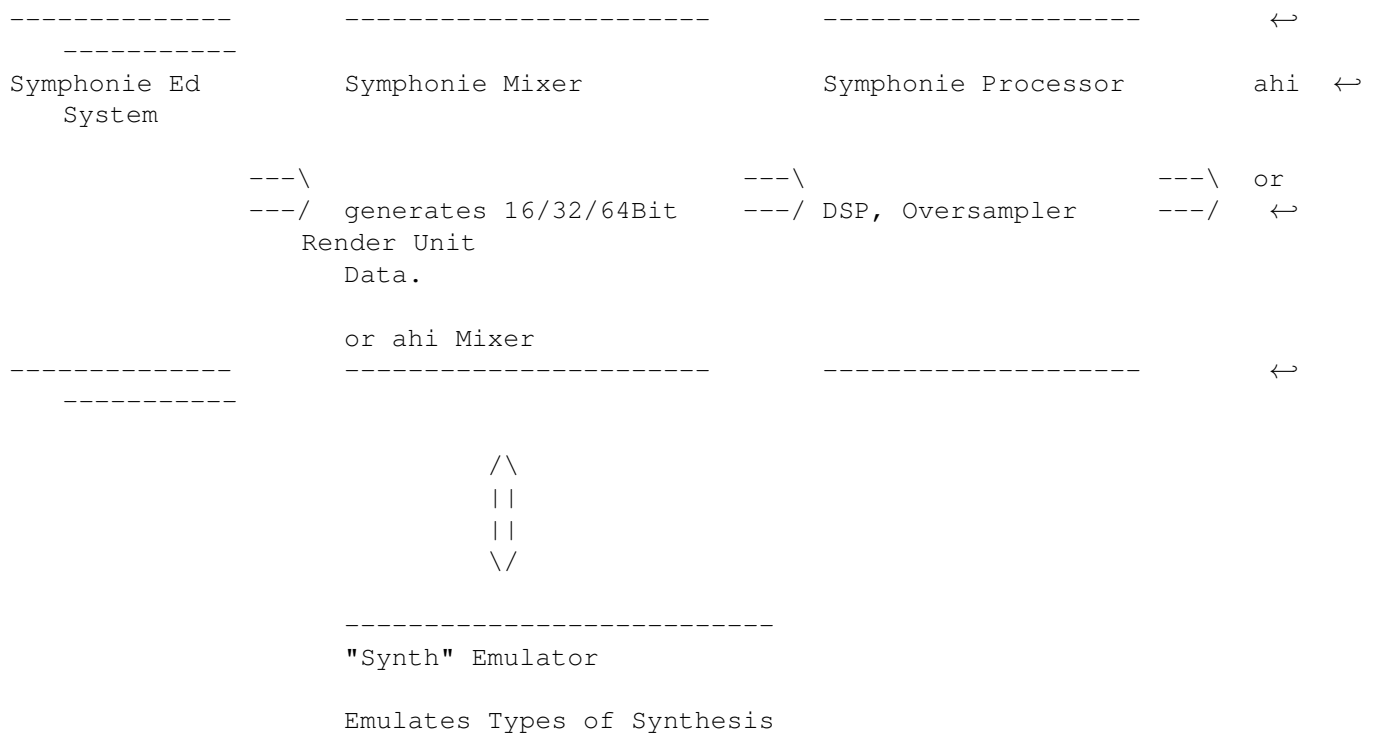 --------------       -----------------------       --------------------        ↩
   -----------
Symphonie Ed         Symphonie Mixer               Symphonie Processor        ahi ↩
   System
               ---\                           ---\                      ---\  or
               ---/  generates 16/32/64Bit    ---/ DSP, Oversampler     ---/   ↩
                  Render Unit
                     Data.
                     or ahi Mixer
--------------       -----------------------       --------------------        ↩
   -----------
                              /\
                              ||
                              ||
                              \/
                     ---------------------------
                     "Synth" Emulator
                     Emulates Types of Synthesis